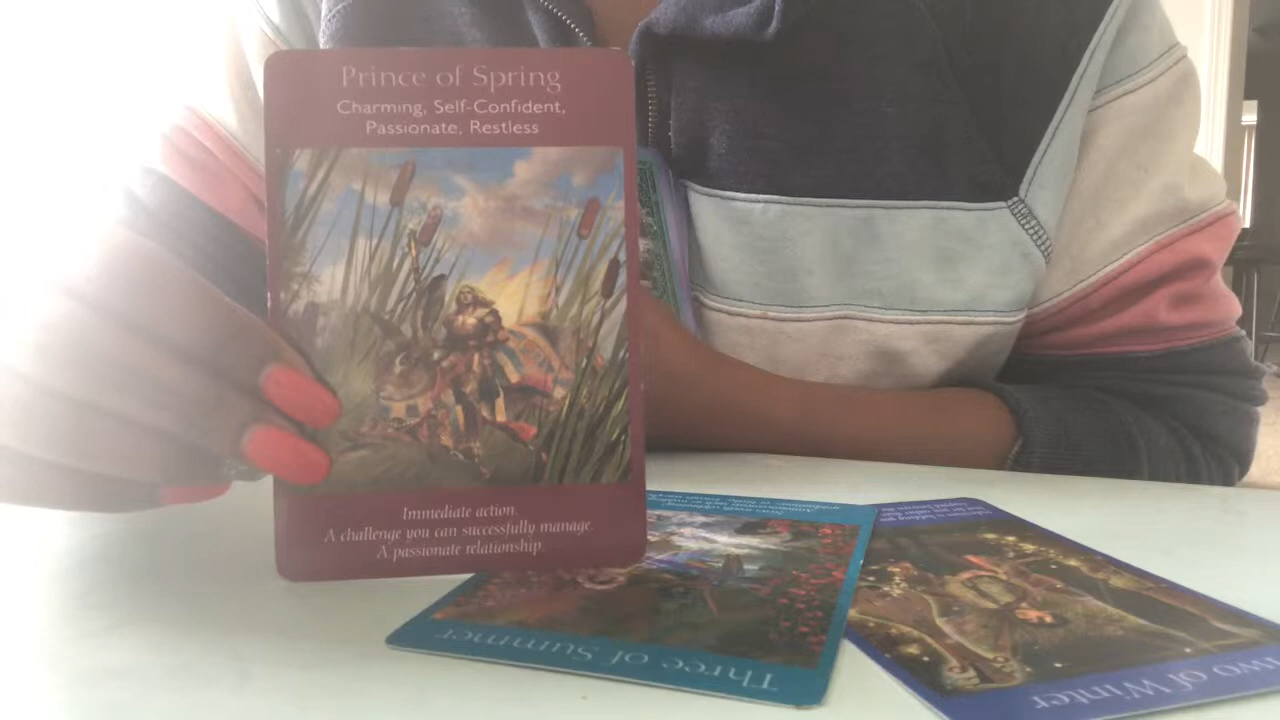 Prince of Spring
Charming, Self-Confident,
Passionate, Restless
Immediate action.
A challenge you can successfully manage.
A passionate relationship.
Three of Summer
Two of Winter